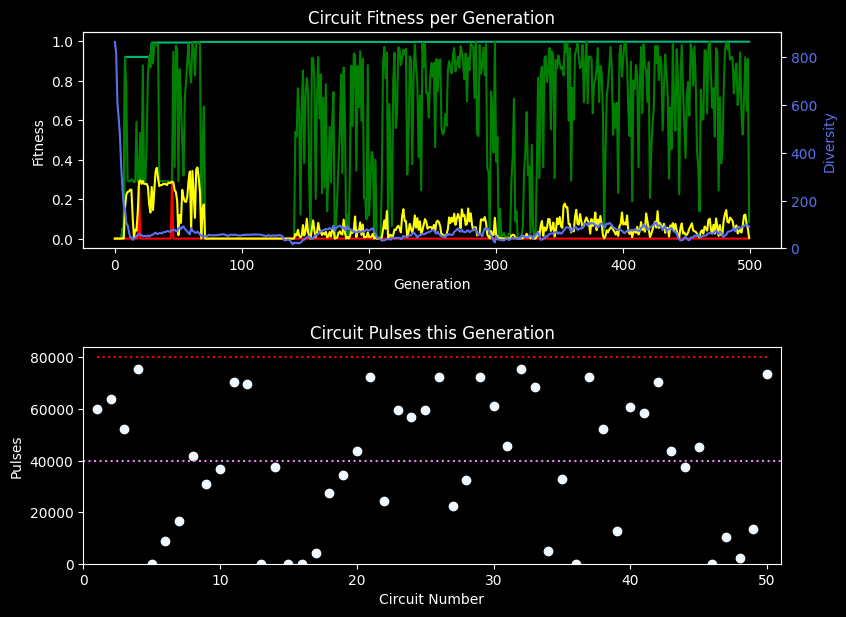 Circuit Fitness per Generation
1.0
0.8
0.6
0.4
0.2
0.0
Fitness
800
600
400
200
0
Diversity
0 100 200 300 400 500
Generation
Circuit Pulses this Generation
80000
60000
40000
20000
0
Pulses
0 10 20 30 40 50
Circuit Number